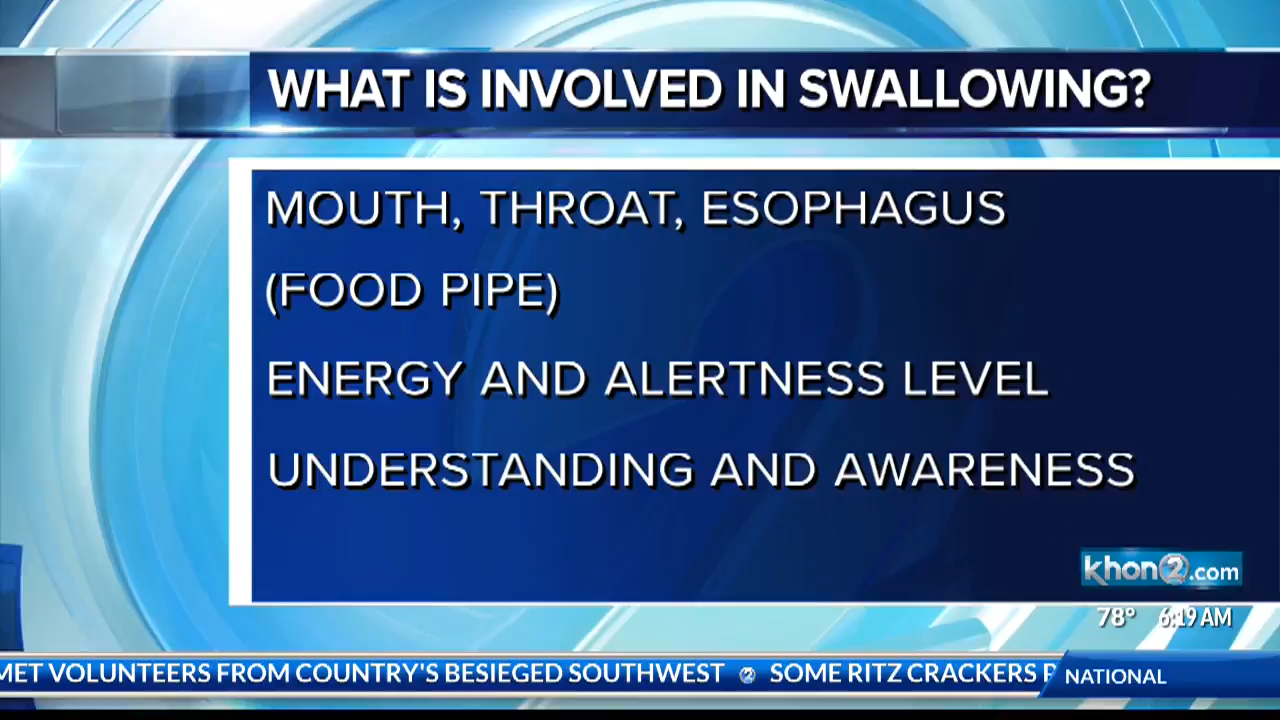 WHAT IS INVOLVED IN SWALLOWING?
MOUTH, THROAT, ESOPHAGUS
(FOOD PIPE)
ENERGY AND ALERTNESS LEVEL
UNDERSTANDING AND AWARENESS
khon2.com
78° 6:19 AM
MET VOLUNTEERS FROM COUNTRY'S BESIEGED SOUTHWEST 2 SOME RITZ CRACKERS
NATIONAL